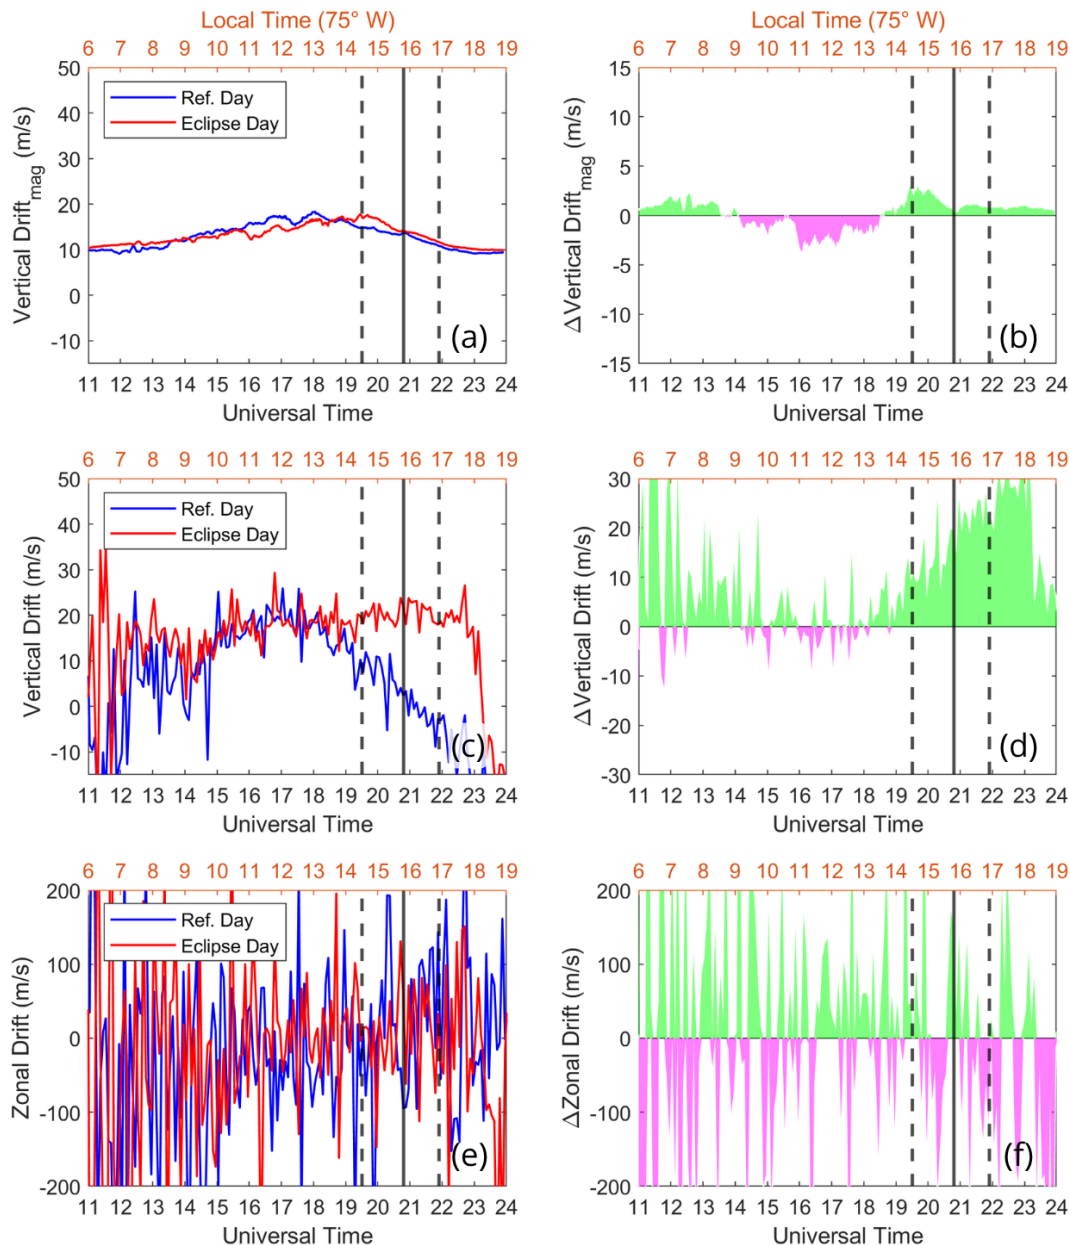 Local Time (75° W)
6 7 8 9 10 11 12 13 14 15 16 17 18 19
50
40
30
20
10
0
-10
Vertical Drift_mag (m/s)
Ref. Day
Eclipse Day
(a)
11 12 13 14 15 16 17 18 19 20 21 22 23 24
Universal Time
Local Time (75° W)
6 7 8 9 10 11 12 13 14 15 16 17 18 19
15
10
5
0
-5
-10
-15
ΔVertical Drift_mag (m/s)
(b)
11 12 13 14 15 16 17 18 19 20 21 22 23 24
Universal Time
6 7 8 9 10 11 12 13 14 15 16 17 18 19
50
40
30
20
10
0
-10
Vertical Drift (m/s)
Ref. Day
Eclipse Day
(c)
11 12 13 14 15 16 17 18 19 20 21 22 23 24
Universal Time
6 7 8 9 10 11 12 13 14 15 16 17 18 19
30
20
10
0
-10
-20
-30
ΔVertical Drift (m/s)
(d)
11 12 13 14 15 16 17 18 19 20 21 22 23 24
Universal Time
6 7 8 9 10 11 12 13 14 15 16 17 18 19
200
100
0
-100
-200
Zonal Drift (m/s)
Ref. Day
Eclipse Day
(e)
11 12 13 14 15 16 17 18 19 20 21 22 23 24
Universal Time
6 7 8 9 10 11 12 13 14 15 16 17 18 19
200
100
0
-100
-200
ΔZonal Drift (m/s)
(f)
11 12 13 14 15 16 17 18 19 20 21 22 23 24
Universal Time